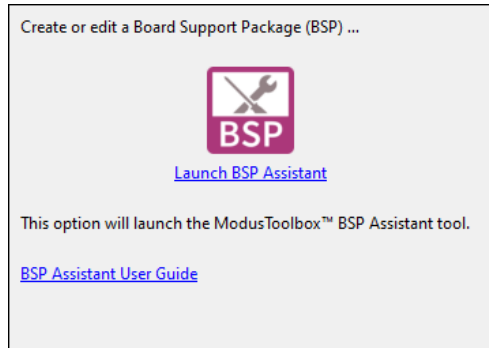 Create or edit a Board Support Package (BSP) ...
BSP
Launch BSP Assistant
This option will launch the ModusToolbox™ BSP Assistant tool.
BSP Assistant User Guide